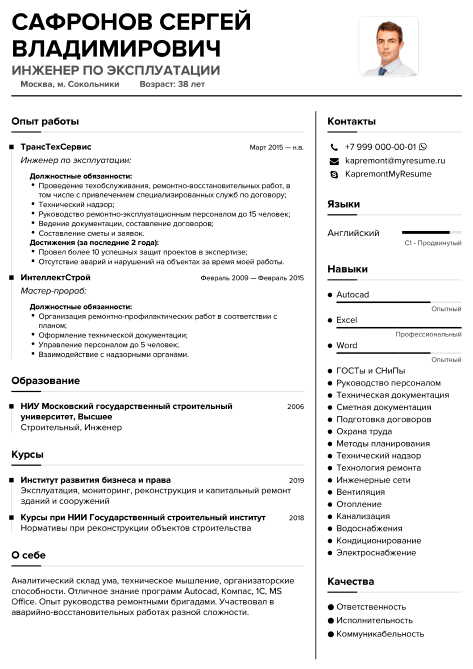 САФРОНОВ СЕРГЕЙ
ВЛАДИМИРОВИЧ
ИНЖЕНЕР ПО ЭКСПЛУАТАЦИИ
Москва, м. Сокольники Возраст: 38 лет
Опыт работы
ТрансТехСервис Март 2015 — н.в.
Инженер по эксплуатации:
Должностные обязанности:
Проведение техобслуживания, ремонтно-восстановительных работ, в
том числе с привлечением специализированных служб по договору;
Технический надзор;
Руководство ремонтно-эксплуатационным персоналом до 15 человек;
Ведение документации, составление договоров;
Составление сметы и заявок.
Достижения (за последние 2 года):
Провел более 10 успешных защит проектов в экспертизе;
Отсутствие аварий и нарушений на объектах за время моей работы.
ИнтеллектСтрой Февраль 2009 — Февраль 2015
Мастер-прораб:
Должностные обязанности:
Организация ремонтно-профилактических работ в соответствии с
планом;
Оформление технической документации;
Управление персоналом до 5 человек;
Взаимодействие с надзорными органами.
Образование
НИУ Московский государственный строительный 2006
университет, Высшее
Строительный, Инженер
Курсы
Институт развития бизнеса и права 2019
Эксплуатация, мониторинг, реконструкция и капитальный ремонт
зданий и сооружений
Курсы при НИИ Государственный строительный институт 2018
Нормативы при реконструкции объектов строительства
О себе
Аналитический склад ума, техническое мышление, организаторские
способности. Отличное знание программ Autocad, Компас, 1С, MS
Office. Опыт руководства ремонтными бригадами. Участвовал в
аварийно-восстановительных работах разной сложности.
Контакты
+7 999 000-00-01
kapremont@myresume.ru
KapremontMyResume
Языки
Английский
C1 - Продвинутый
Навыки
Autocad
Опытный
Excel
Профессиональный
Word
Опытный
ГОСТы и СНиПы
Руководство персоналом
Техническая документация
Сметная документация
Подготовка договоров
Охрана труда
Методы планирования
Технический надзор
Технология ремонта
Инженерные сети
Вентиляция
Отопление
Канализация
Водоснабжения
Кондиционирование
Электроснабжение
Качества
Ответственность
Исполнительность
Коммуникабельность